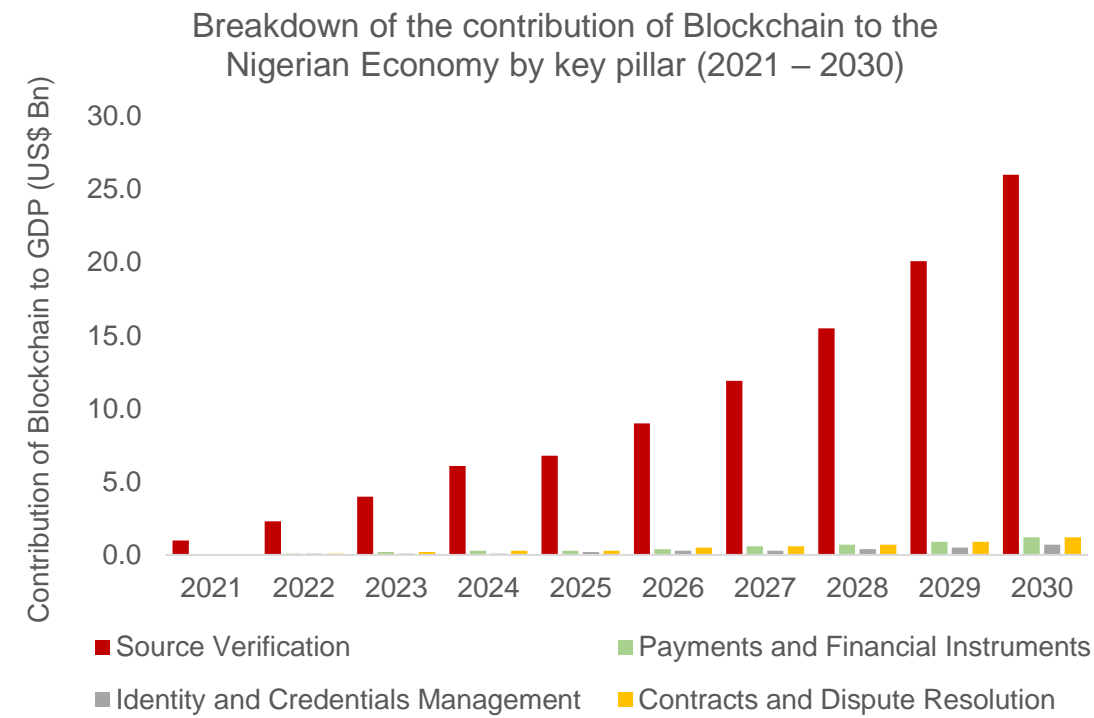 Breakdown of the contribution of Blockchain to the
Nigerian Economy by key pillar (2021 – 2030)
Contribution of Blockchain to GDP (US$ Bn)
30.0
25.0
20.0
15.0
10.0
5.0
0.0
2021 2022 2023 2024 2025 2026 2027 2028 2029 2030
Source Verification
Payments and Financial Instruments
Identity and Credentials Management
Contracts and Dispute Resolution